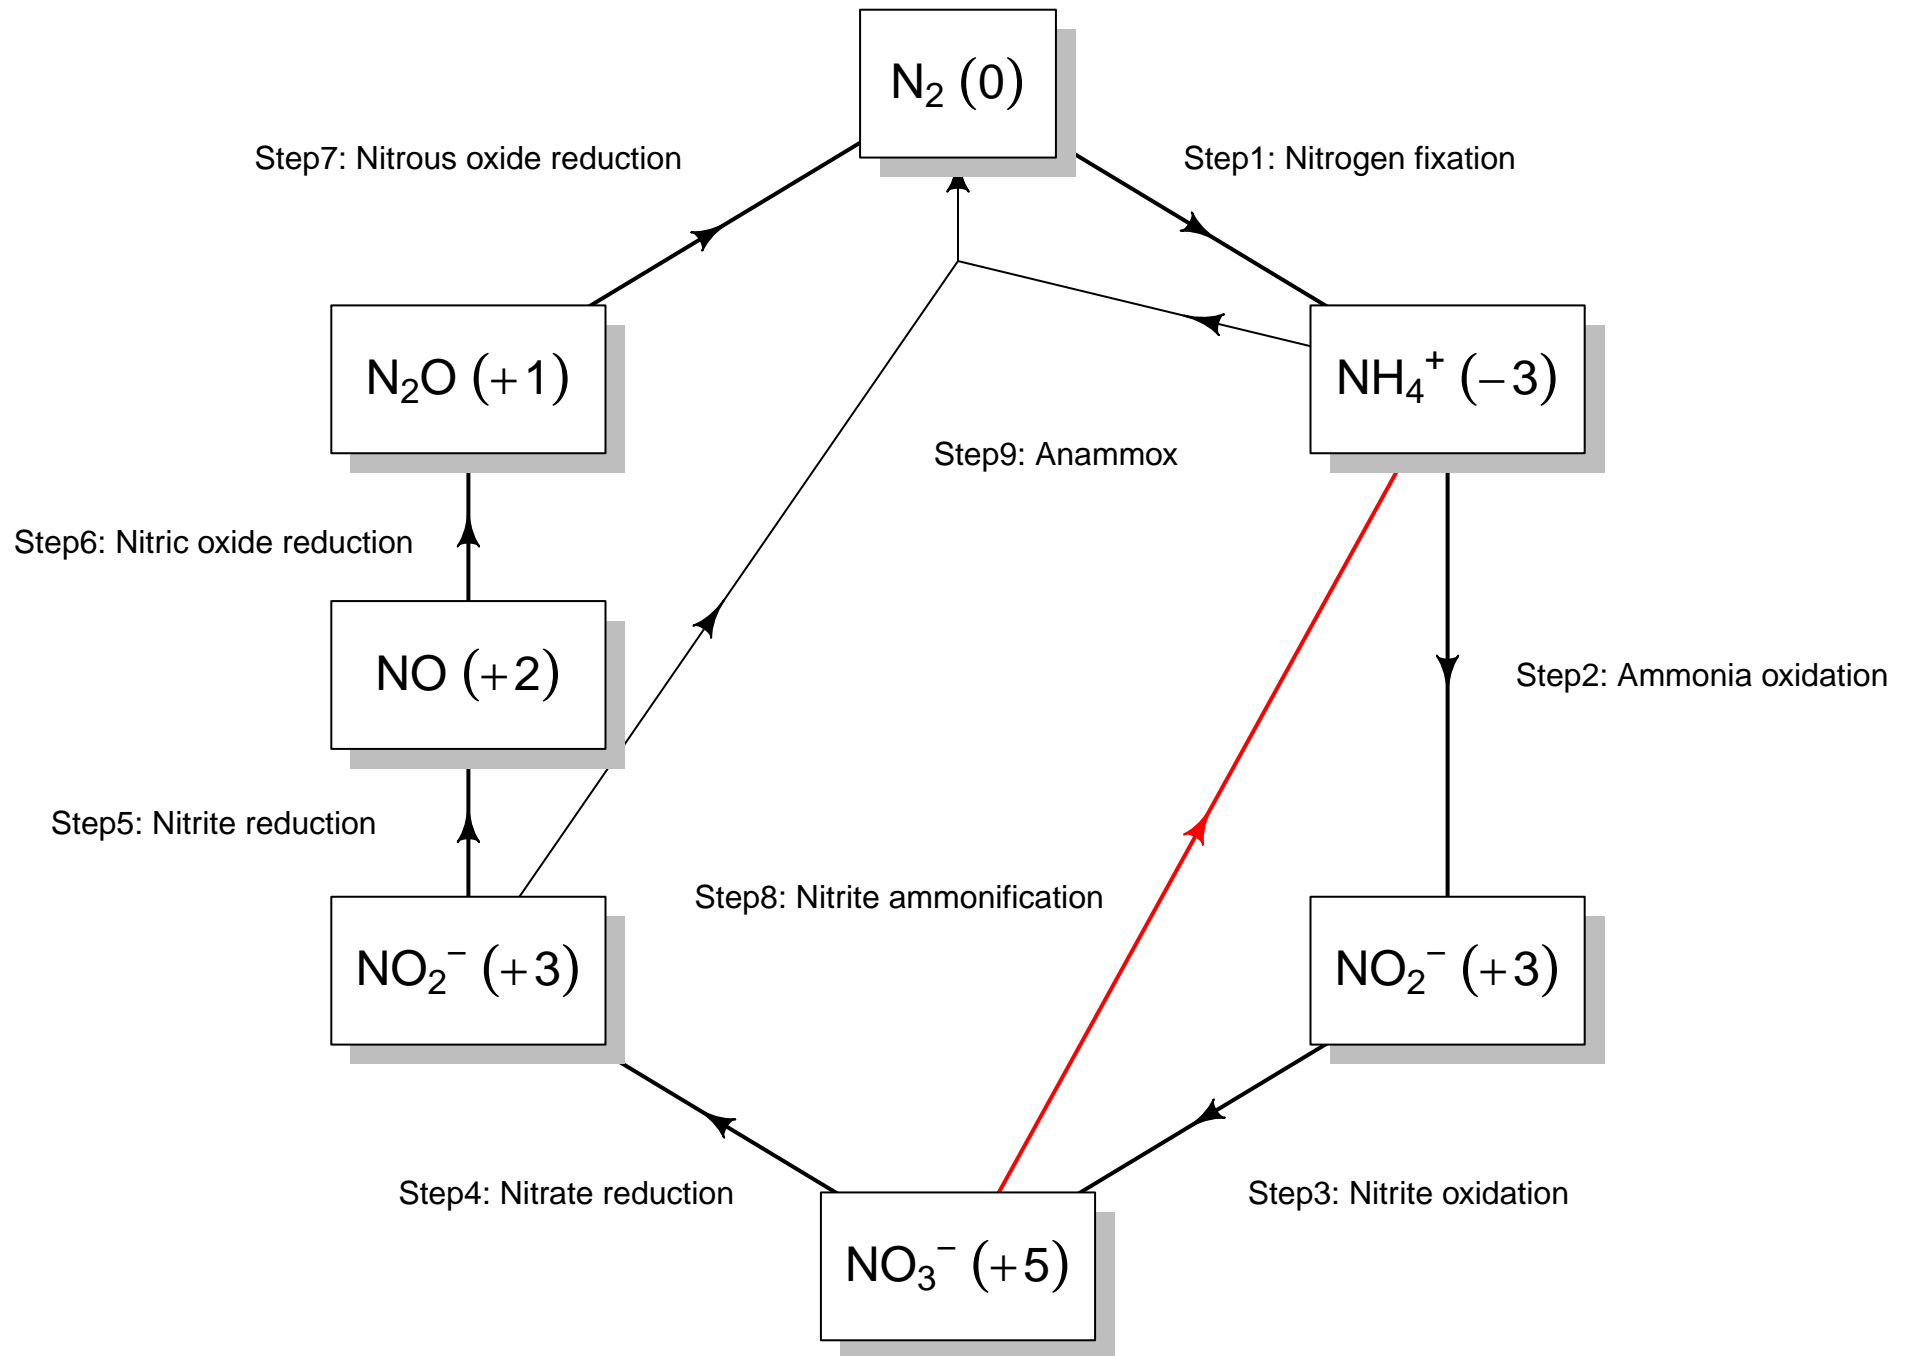 N₂ (0)
Step7: Nitrous oxide reduction
Step1: Nitrogen fixation
N₂O (+1)
NH₄⁺ (−3)
Step9: Anammox
Step6: Nitric oxide reduction
NO (+2)
Step2: Ammonia oxidation
Step5: Nitrite reduction
Step8: Nitrite ammonification
NO₂⁻ (+3)
NO₂⁻ (+3)
Step4: Nitrate reduction
Step3: Nitrite oxidation
NO₃⁻ (+5)